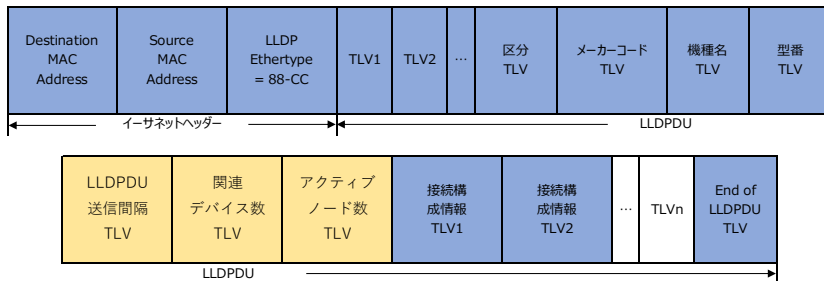 Destination
MAC
Address
Source
MAC
Address
LLDP
Ethertype
= 88-CC
TLV1
TLV2
…
区分
TLV
メーカーコード
TLV
機種名
TLV
型番
TLV
イーサネットヘッダー
LLDPDU
LLDPDU
送信間隔
TLV
関連
デバイス数
TLV
アクティブ
ノード数
TLV
接続構
成情報
TLV1
接続構
成情報
TLV2
…
TLVn
End of
LLDPDU
TLV
LLDPDU